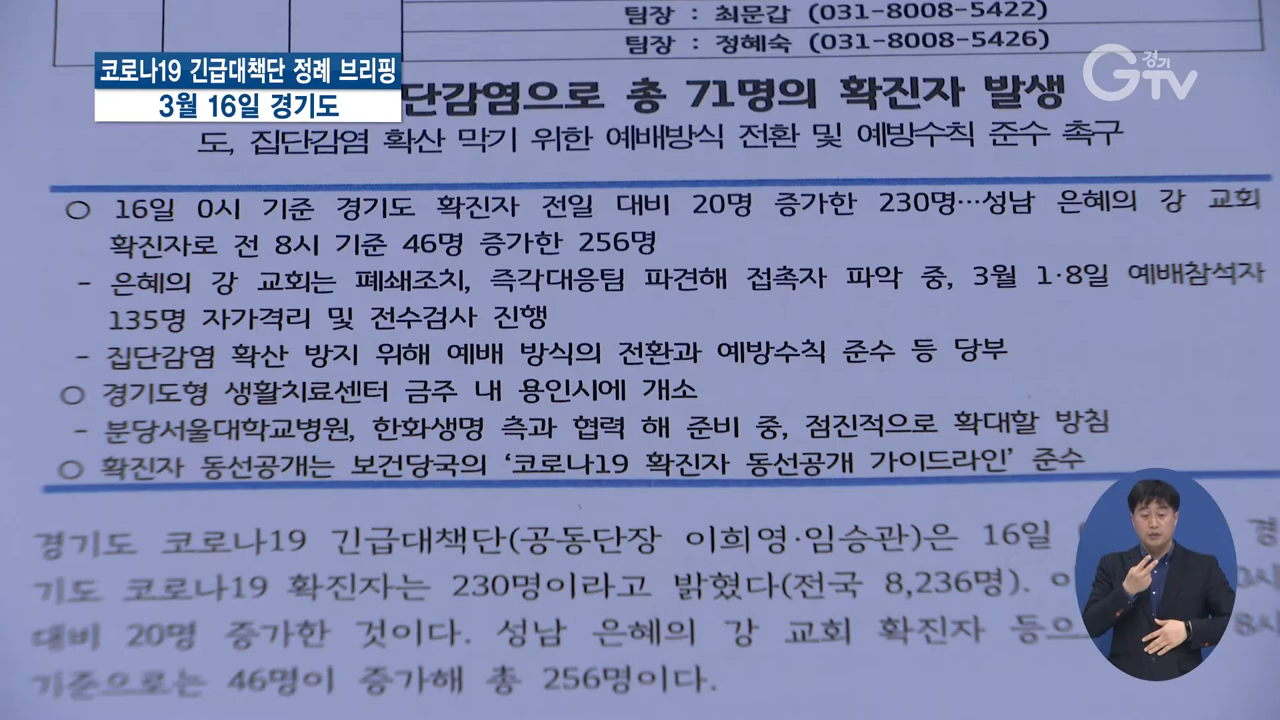 팀장 : 최문갑 (031-8008-5422)
팀장 : 정혜숙 (031-8008-5426)
코로나19 긴급대책단 정례 브리핑
3월 16일 경기도
경기 GTV
단감염으로 총 71명의 확진자 발생
도, 집단감염 확산 막기 위한 예배방식 전환 및 예방수칙 준수 촉구
○ 16일 0시 기준 경기도 확진자 전일 대비 20명 증가한 230명…성남 은혜의 강 교회
확진자로 전 8시 기준 46명 증가한 256명
- 은혜의 강 교회는 폐쇄조치, 즉각대응팀 파견해 접촉자 파악 중, 3월 1·8일 예배참석자
135명 자가격리 및 전수검사 진행
- 집단감염 확산 방지 위해 예배 방식의 전환과 예방수칙 준수 등 당부
○ 경기도형 생활치료센터 금주 내 용인시에 개소
- 분당서울대학교병원, 한화생명 측과 협력 해 준비 중, 점진적으로 확대할 방침
○ 확진자 동선공개는 보건당국의 ‘코로나19 확진자 동선공개 가이드라인’ 준수
경기도 코로나19 긴급대책단(공동단장 이희영·임승관)은 16일 경
기도 코로나19 확진자는 230명이라고 밝혔다(전국 8,236명). 0시
대비 20명 증가한 것이다. 성남 은혜의 강 교회 확진자 등으 8시
기준으로는 46명이 증가해 총 256명이다.